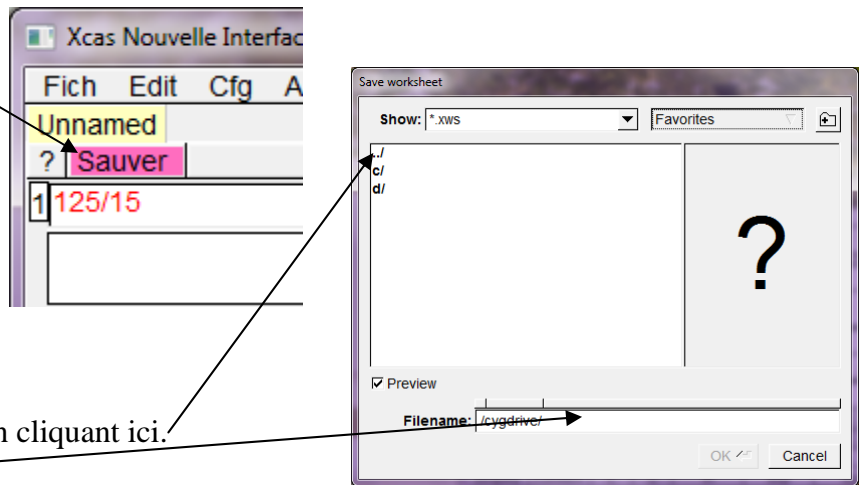 Xcas Nouvelle Interfac
Fich Edit Cfg A
Unnamed
? Sauver
1 125/15
Save worksheet
Show: *.xws Favorites
../
c/
d/
?
Preview
Filename: /cygdrive/
OK Cancel
cliquant ici.